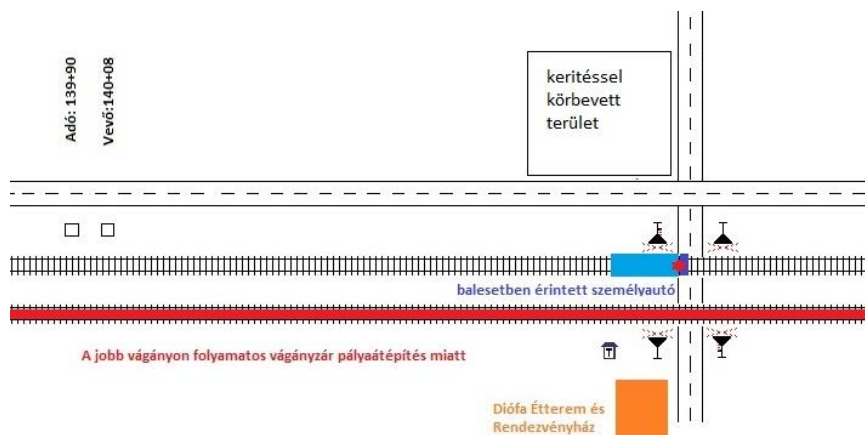 Adó: 139+90
Vevő:140+08
keritéssel
körbevett
terület
balesetben érintett személyautó
A jobb vágányon folyamatos vágányzár pályaátépítés miatt
Diófa Étterem és
Rendezvényház